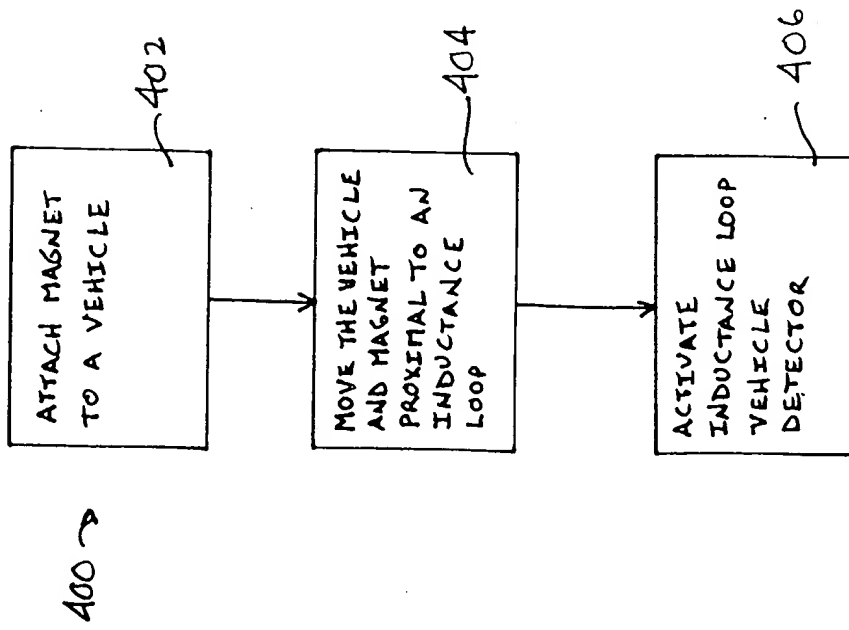 400
ATTACH MAGNET
TO A VEHICLE
402
MOVE THE VEHICLE
AND MAGNET
PROXIMAL TO AN
INDUCTANCE
LOOP
404
ACTIVATE
INDUCTANCE LOOP
VEHICLE
DETECTOR
406